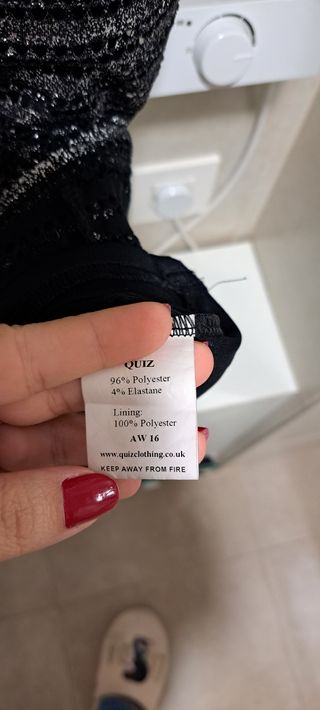 QUIZ
96% Polyester
4% Elastane
Lining:
100% Polyester
AW 16
www.quizclothing.co.uk
KEEP AWAY FROM FIRE